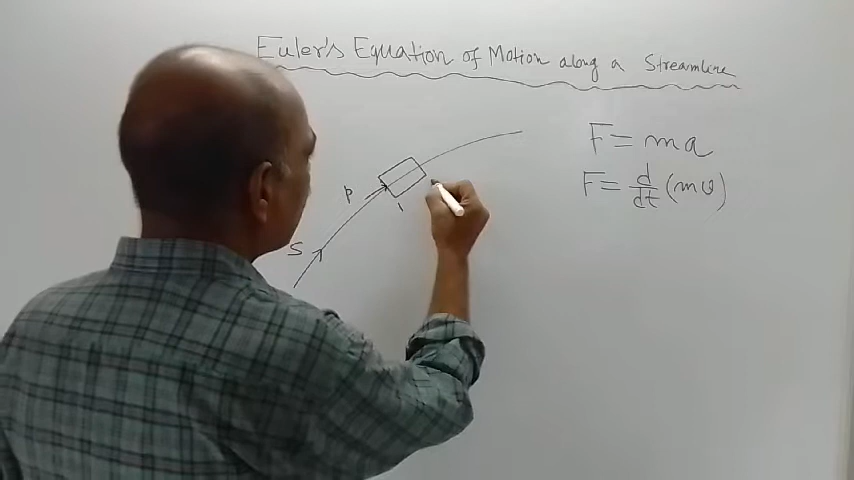 Euler's Equation of Motion along a Streamline
F = ma
F = d/dt (mv)
p
S